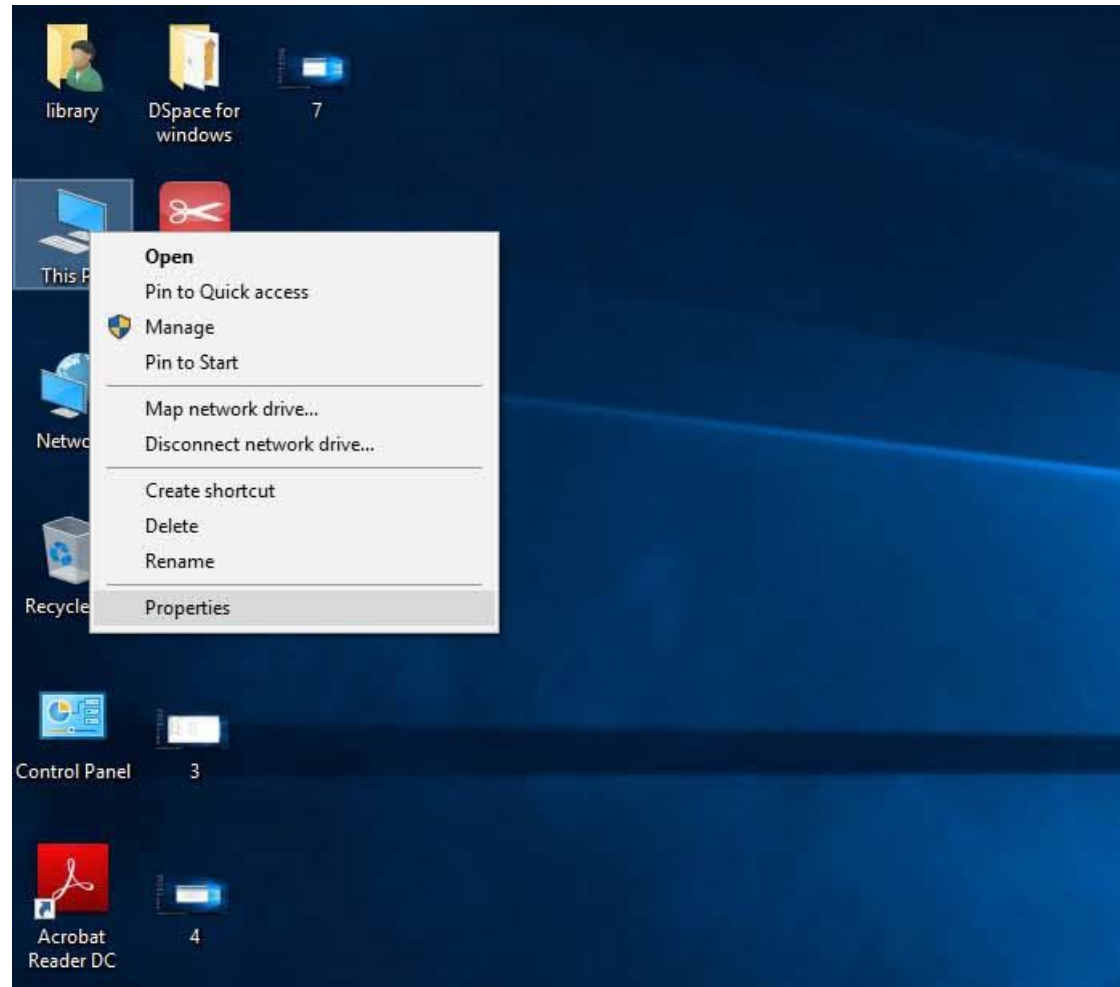 library
DSpace for
windows
7
This P
Open
Pin to Quick access
Manage
Pin to Start
Map network drive...
Disconnect network drive...
Create shortcut
Delete
Rename
Properties
Netwo
Recycle
Control Panel
3
Acrobat
Reader DC
4